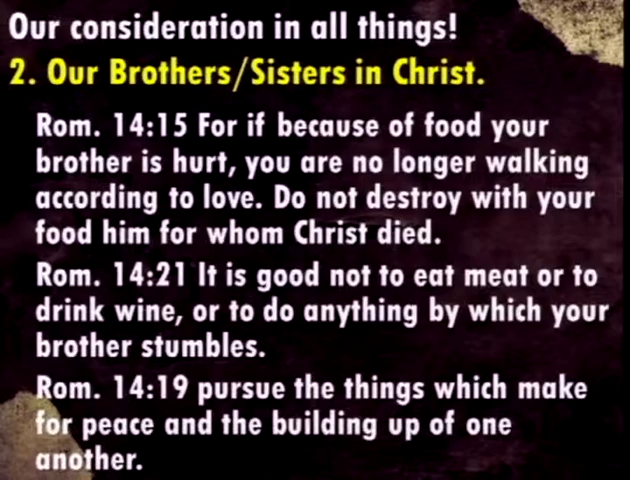 Our consideration in all things!
2. Our Brothers/Sisters in Christ.
Rom. 14:15 For if because of food your
brother is hurt, you are no longer walking
according to love. Do not destroy with your
food him for whom Christ died.
Rom. 14:21 It is good not to eat meat or to
drink wine, or to do anything by which your
brother stumbles.
Rom. 14:19 pursue the things which make
for peace and the building up of one
another.